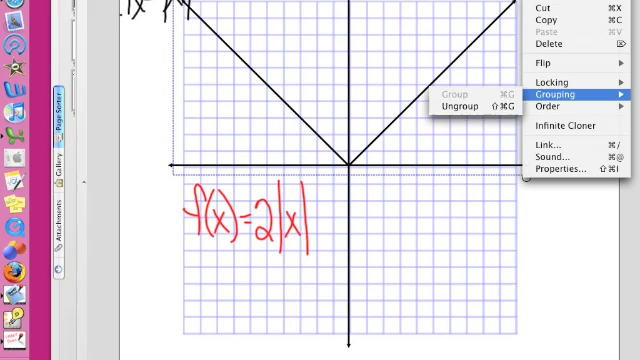 Cut ⌘X
Copy ⌘C
Paste ⌘V
Delete ⌦
Flip
Locking
Grouping
Group ⌘G
Ungroup ⇧⌘G
Order
Infinite Cloner
Link... ⌘/
Sound...
Properties... ⇧⌘I
Page Sorter
Gallery
Attachments
f(x)=2|x|